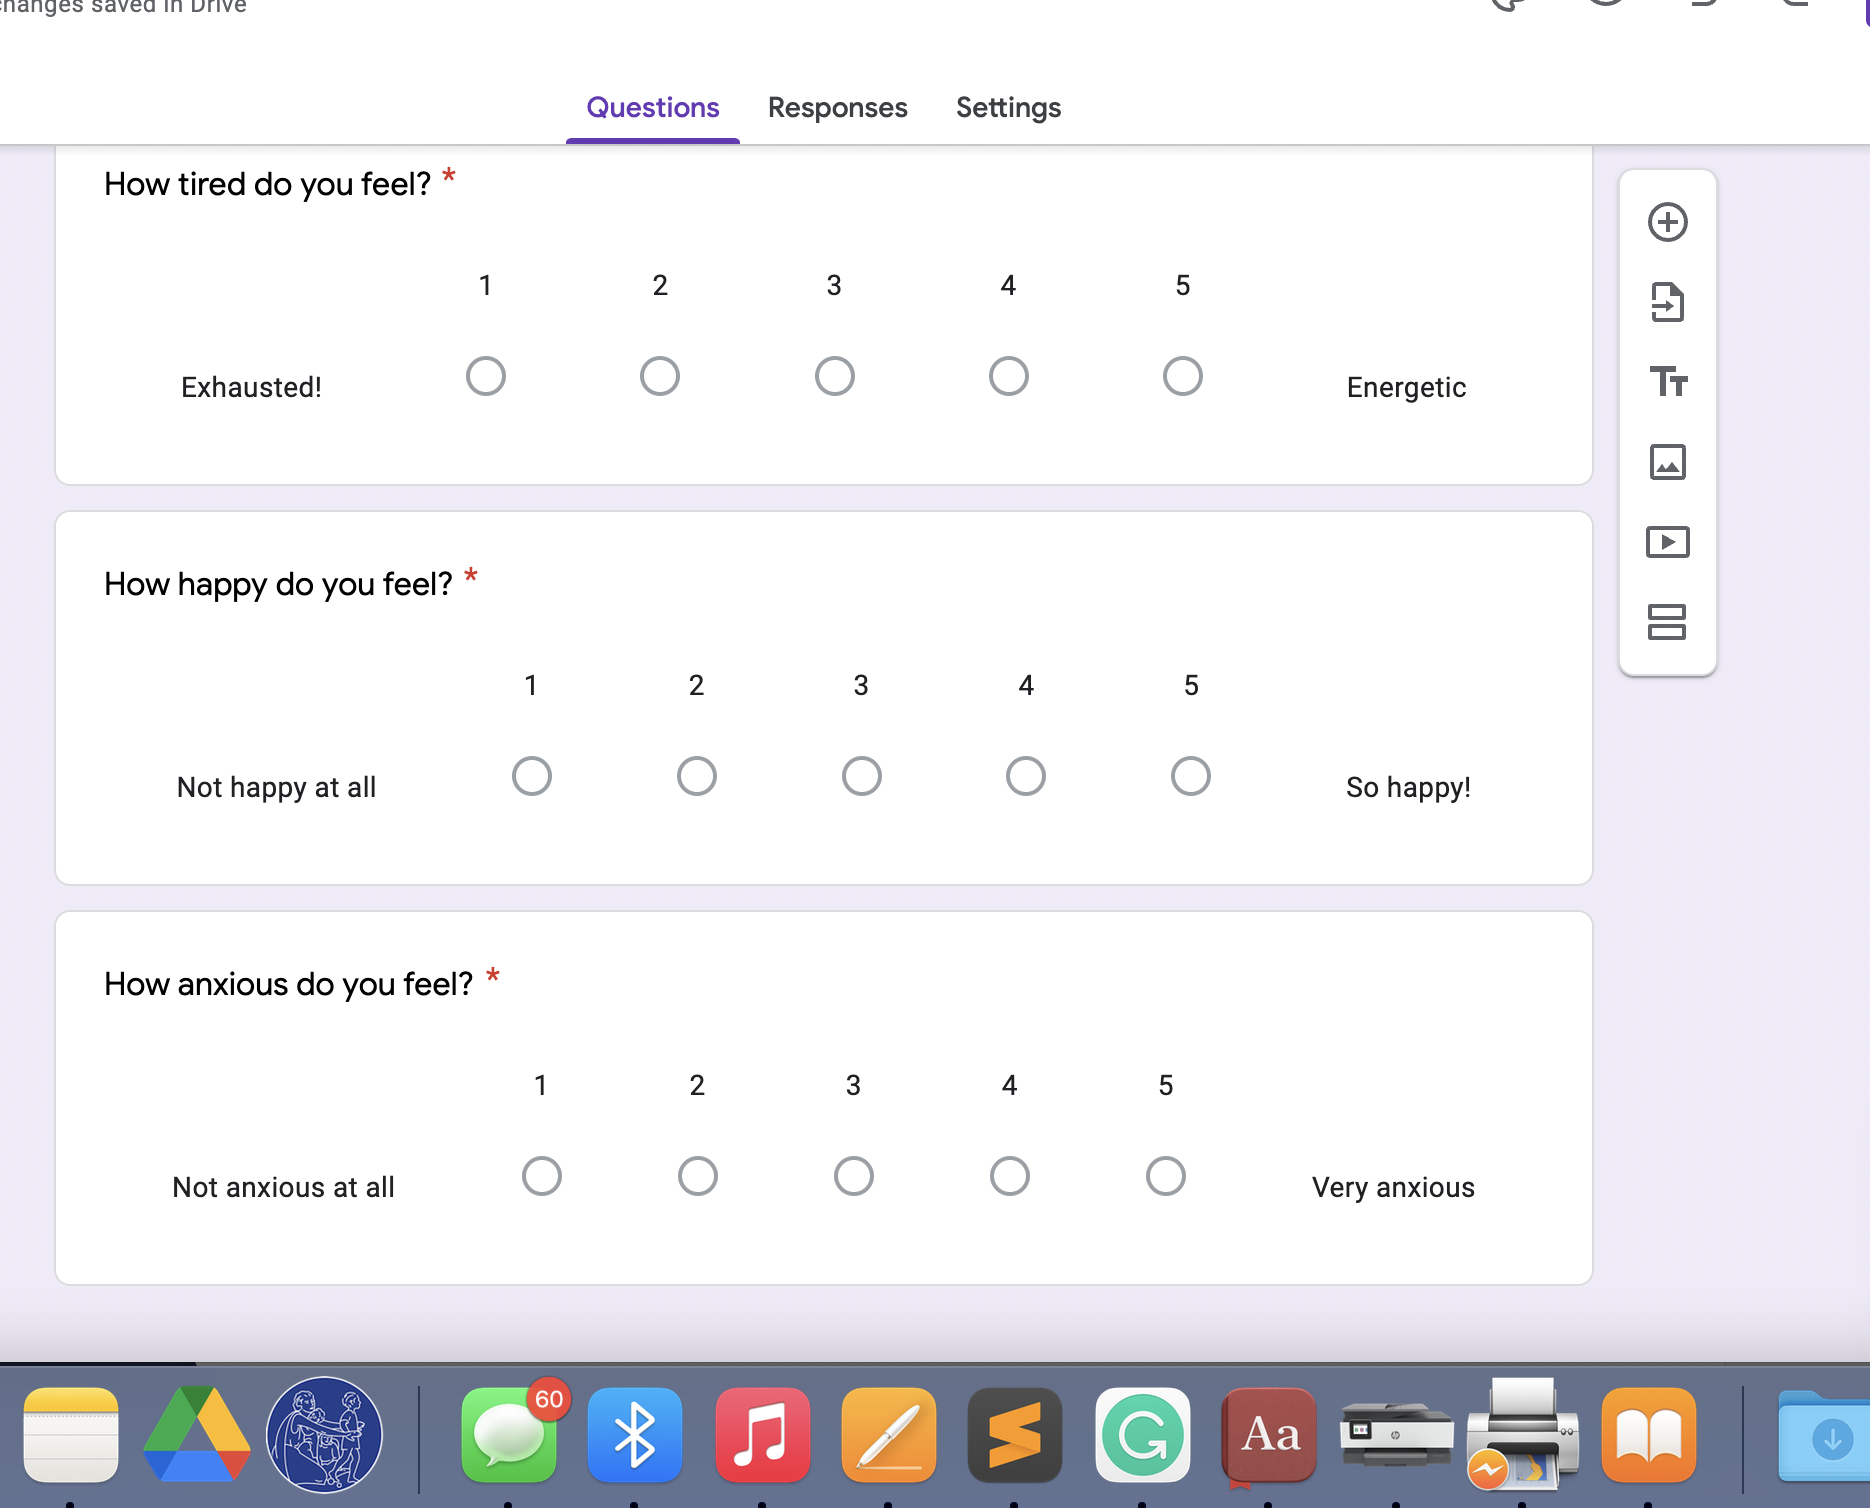 changes saved in Drive
Questions Responses Settings
How tired do you feel? *
1 2 3 4 5
Exhausted! Energetic
How happy do you feel? *
1 2 3 4 5
Not happy at all So happy!
How anxious do you feel? *
1 2 3 4 5
Not anxious at all Very anxious
60
Aa